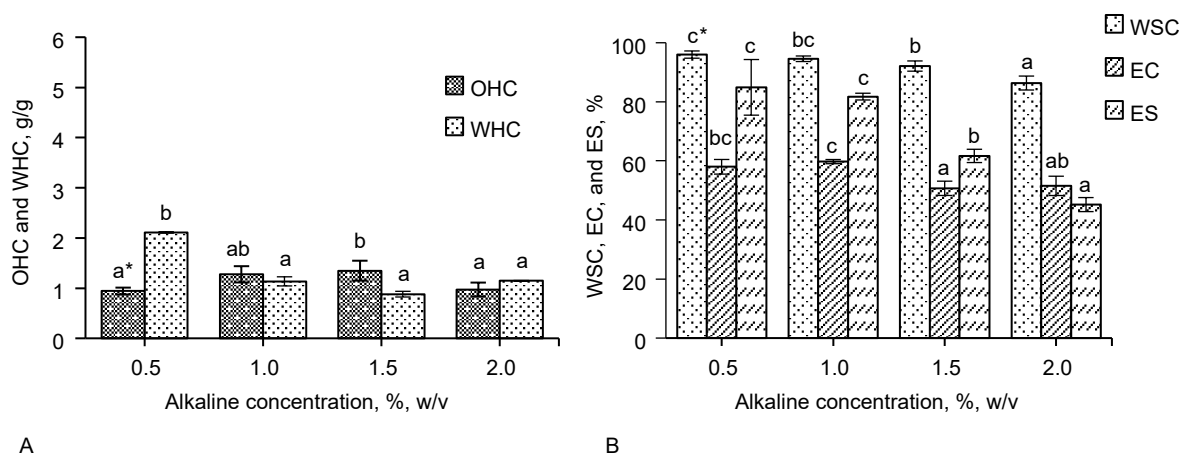 6
5
4
3
2
1
0
OHC and WHC, g/g
OHC
WHC
a*
b
ab
a
b
a
a
a
0.5
1.0
1.5
2.0
Alkaline concentration, %, w/v
A
100
80
60
40
20
0
WSC, EC, and ES, %
WSC
EC
ES
c*
bc
c
bc
c
c
b
a
b
a
ab
a
0.5
1.0
1.5
2.0
Alkaline concentration, %, w/v
B